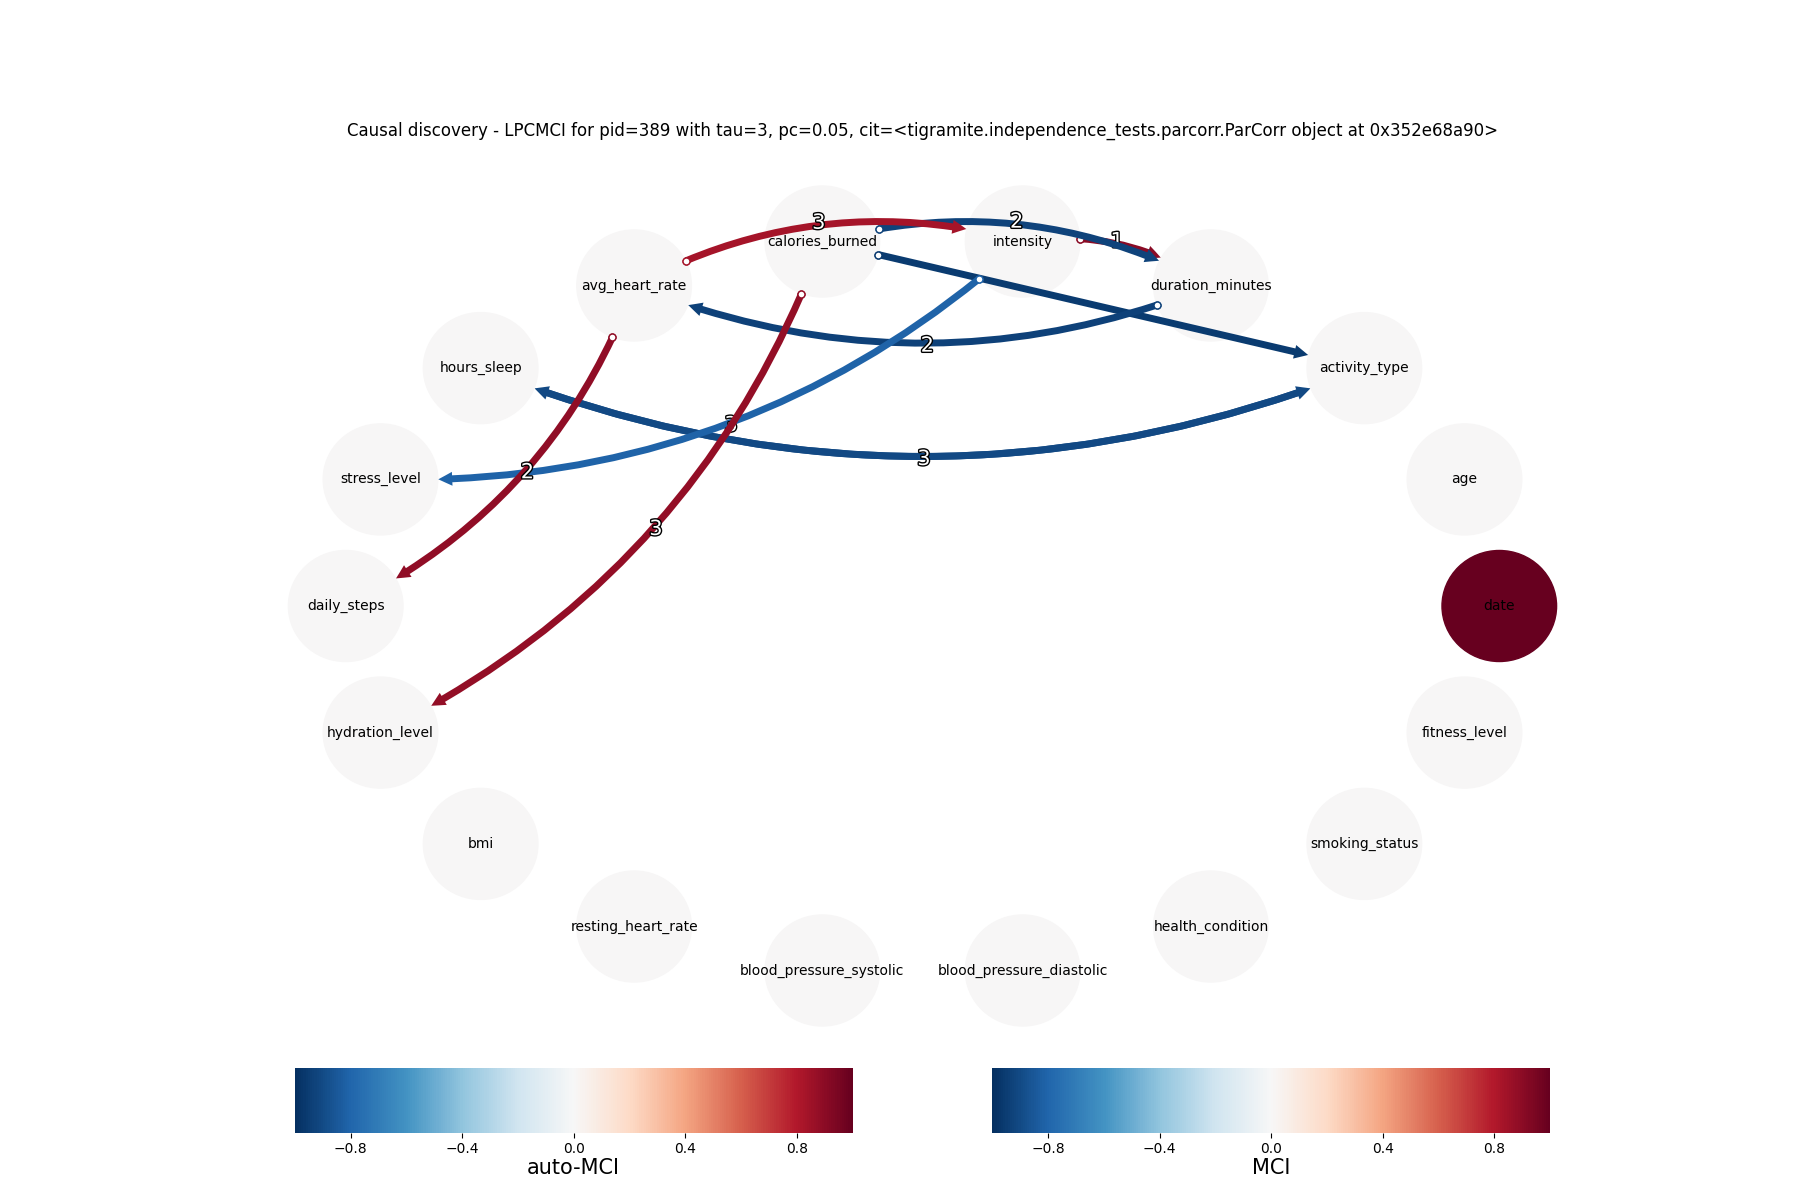 Causal discovery - LPCMCI for pid=389 with tau=3, pc=0.05, cit=<tigramite.independence_tests.parcorr.ParCorr object at 0x352e68a90>
3
2
calories_burned
intensity
1
avg_heart_rate
duration_minutes
2
hours_sleep
activity_type
3
3
stress_level
2
age
3
daily_steps
date
hydration_level
fitness_level
bmi
smoking_status
resting_heart_rate
health_condition
blood_pressure_systolic
blood_pressure_diastolic
−0.8 −0.4 0.0 0.4 0.8
auto-MCI
−0.8 −0.4 0.0 0.4 0.8
MCI